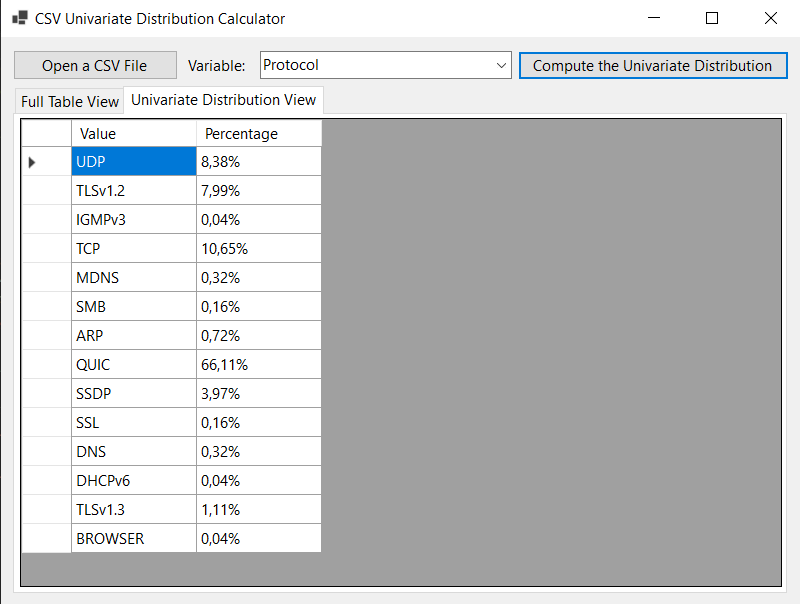 CSV Univariate Distribution Calculator
Open a CSV File Variable: Protocol Compute the Univariate Distribution
Full Table View Univariate Distribution View
Value Percentage
UDP 8,38%
TLSv1.2 7,99%
IGMPv3 0,04%
TCP 10,65%
MDNS 0,32%
SMB 0,16%
ARP 0,72%
QUIC 66,11%
SSDP 3,97%
SSL 0,16%
DNS 0,32%
DHCPv6 0,04%
TLSv1.3 1,11%
BROWSER 0,04%